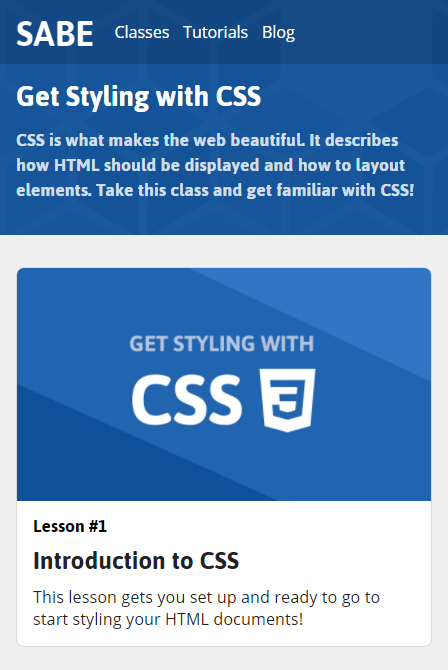 SABE Classes Tutorials Blog
Get Styling with CSS
CSS is what makes the web beautiful. It describes
how HTML should be displayed and how to layout
elements. Take this class and get familiar with CSS!
GET STYLING WITH
CSS 3
Lesson #1
Introduction to CSS
This lesson gets you set up and ready to go to
start styling your HTML documents!